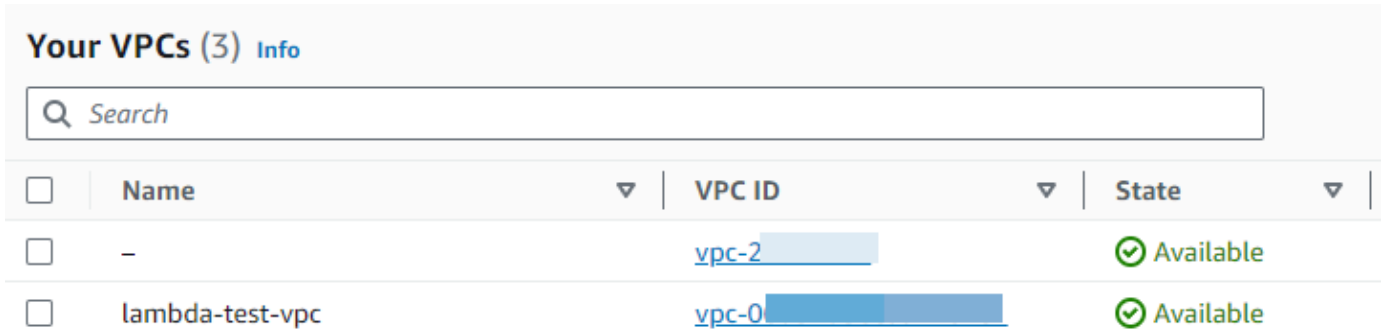 Your VPCs (3) Info
Search
Name VPC ID State
– vpc-2 Available
lambda-test-vpc vpc-0 Available